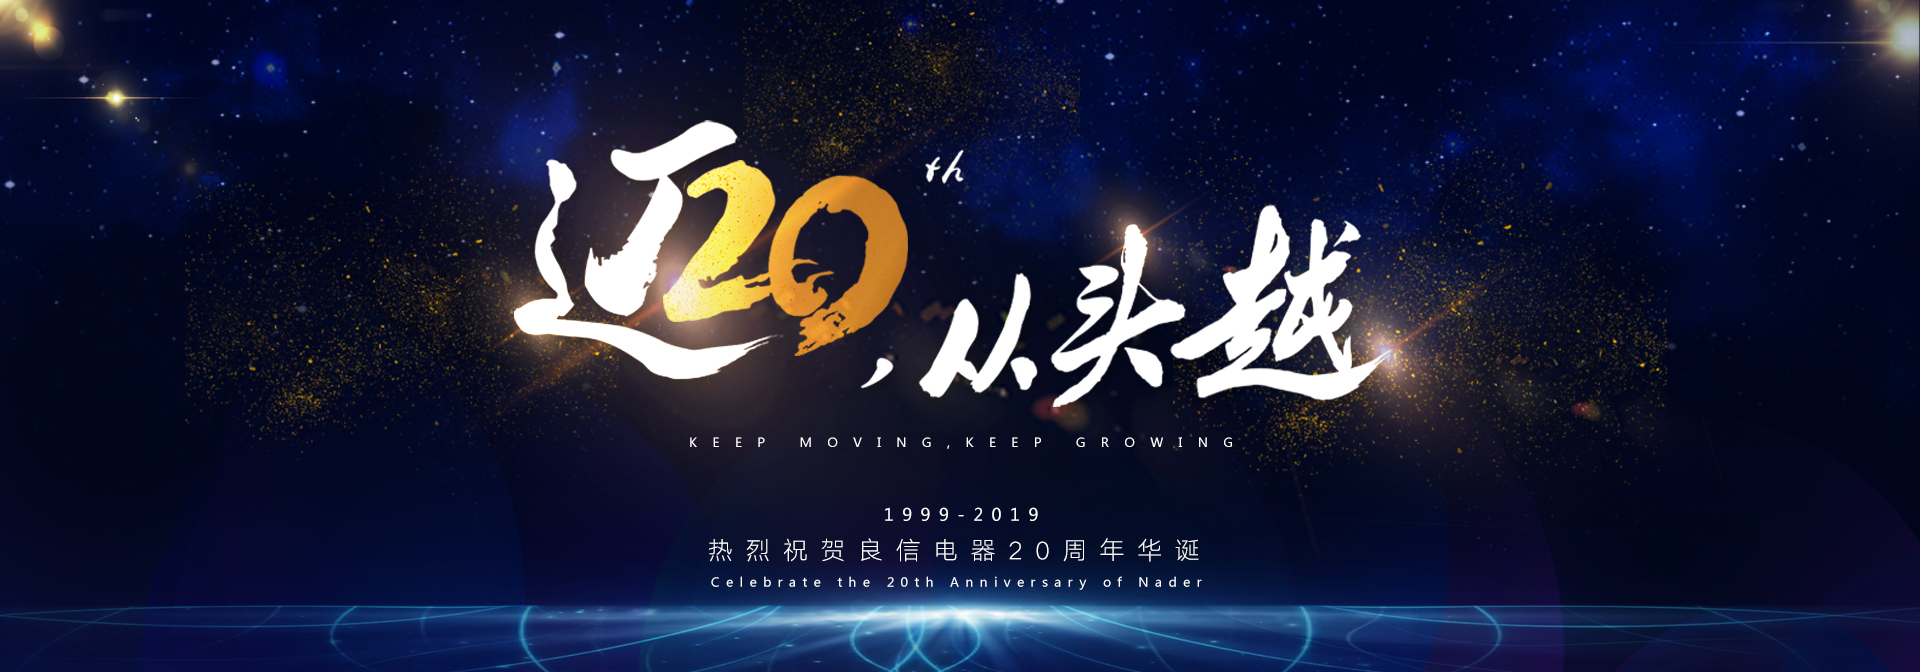 迈20th,从头越
KEEP MOVING,KEEP GROWING
1999-2019
热烈祝贺良信电器20周年华诞
Celebrate the 20th Anniversary of Nader